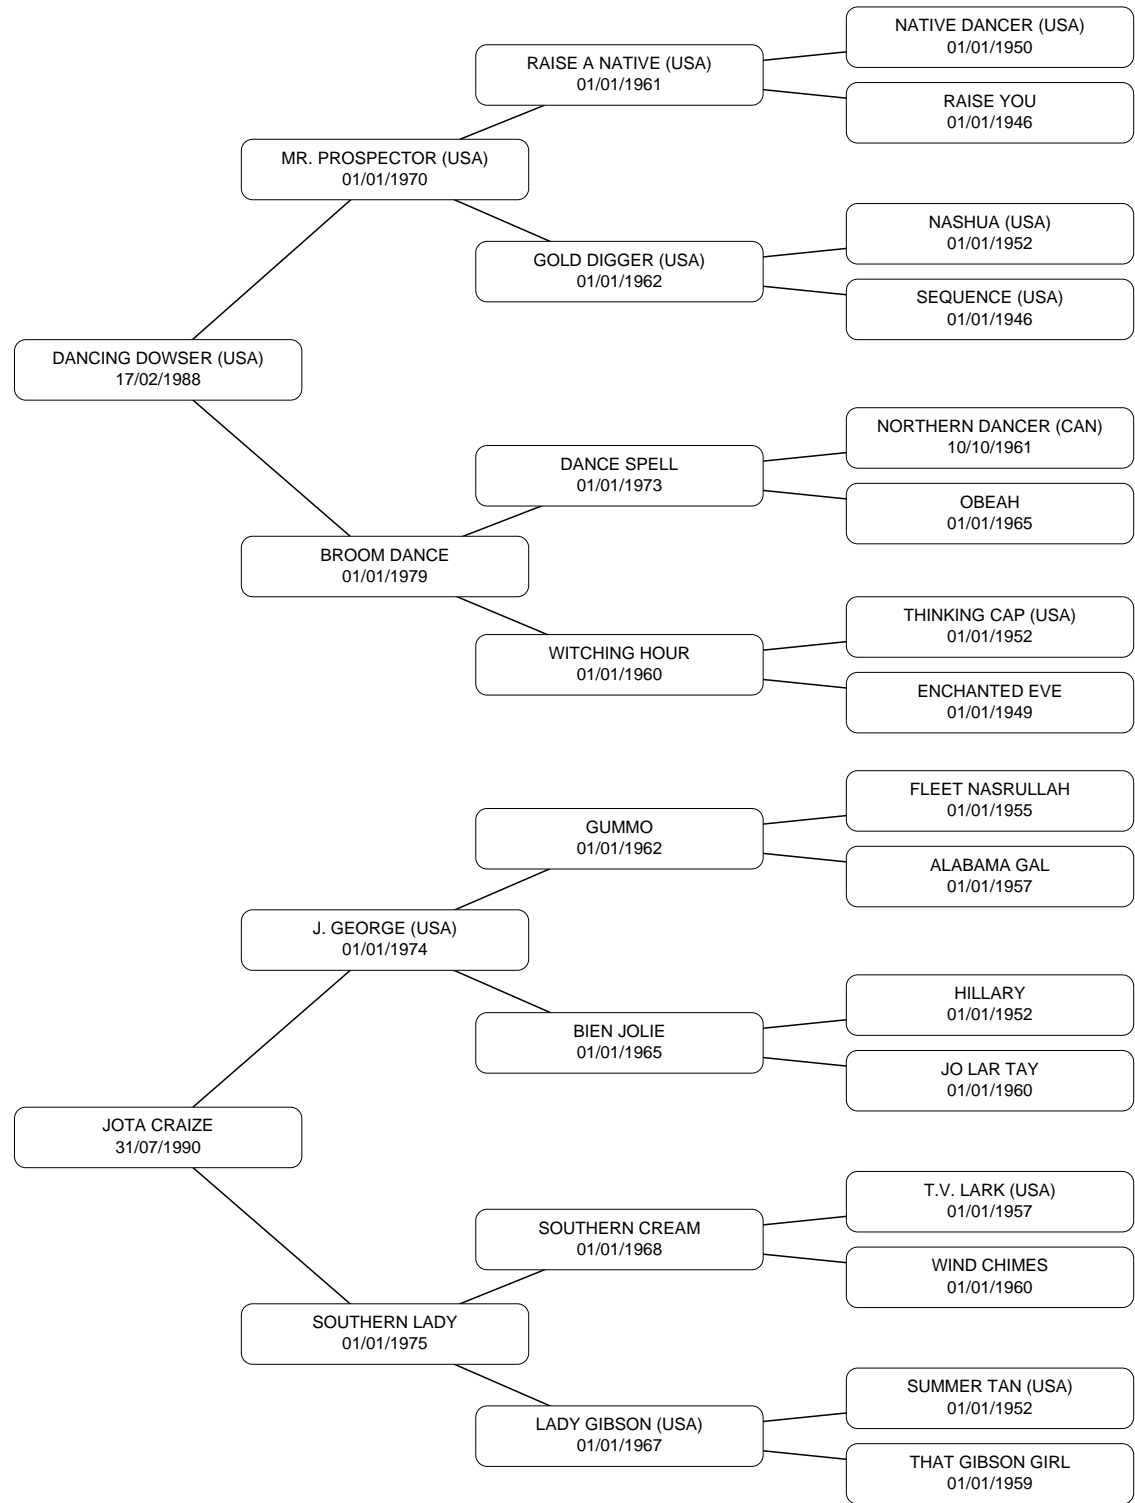 NATIVE DANCER (USA)
01/01/1950
RAISE A NATIVE (USA)
01/01/1961
RAISE YOU
01/01/1946
MR. PROSPECTOR (USA)
01/01/1970
NASHUA (USA)
01/01/1952
GOLD DIGGER (USA)
01/01/1962
SEQUENCE (USA)
01/01/1946
DANCING DOWSER (USA)
17/02/1988
NORTHERN DANCER (CAN)
10/10/1961
DANCE SPELL
01/01/1973
OBEAH
01/01/1965
BROOM DANCE
01/01/1979
THINKING CAP (USA)
01/01/1952
WITCHING HOUR
01/01/1960
ENCHANTED EVE
01/01/1949
FLEET NASRULLAH
01/01/1955
GUMMO
01/01/1962
ALABAMA GAL
01/01/1957
J. GEORGE (USA)
01/01/1974
HILLARY
01/01/1952
BIEN JOLIE
01/01/1965
JO LAR TAY
01/01/1960
JOTA CRAIZE
31/07/1990
T.V. LARK (USA)
01/01/1957
SOUTHERN CREAM
01/01/1968
WIND CHIMES
01/01/1960
SOUTHERN LADY
01/01/1975
SUMMER TAN (USA)
01/01/1952
LADY GIBSON (USA)
01/01/1967
THAT GIBSON GIRL
01/01/1959